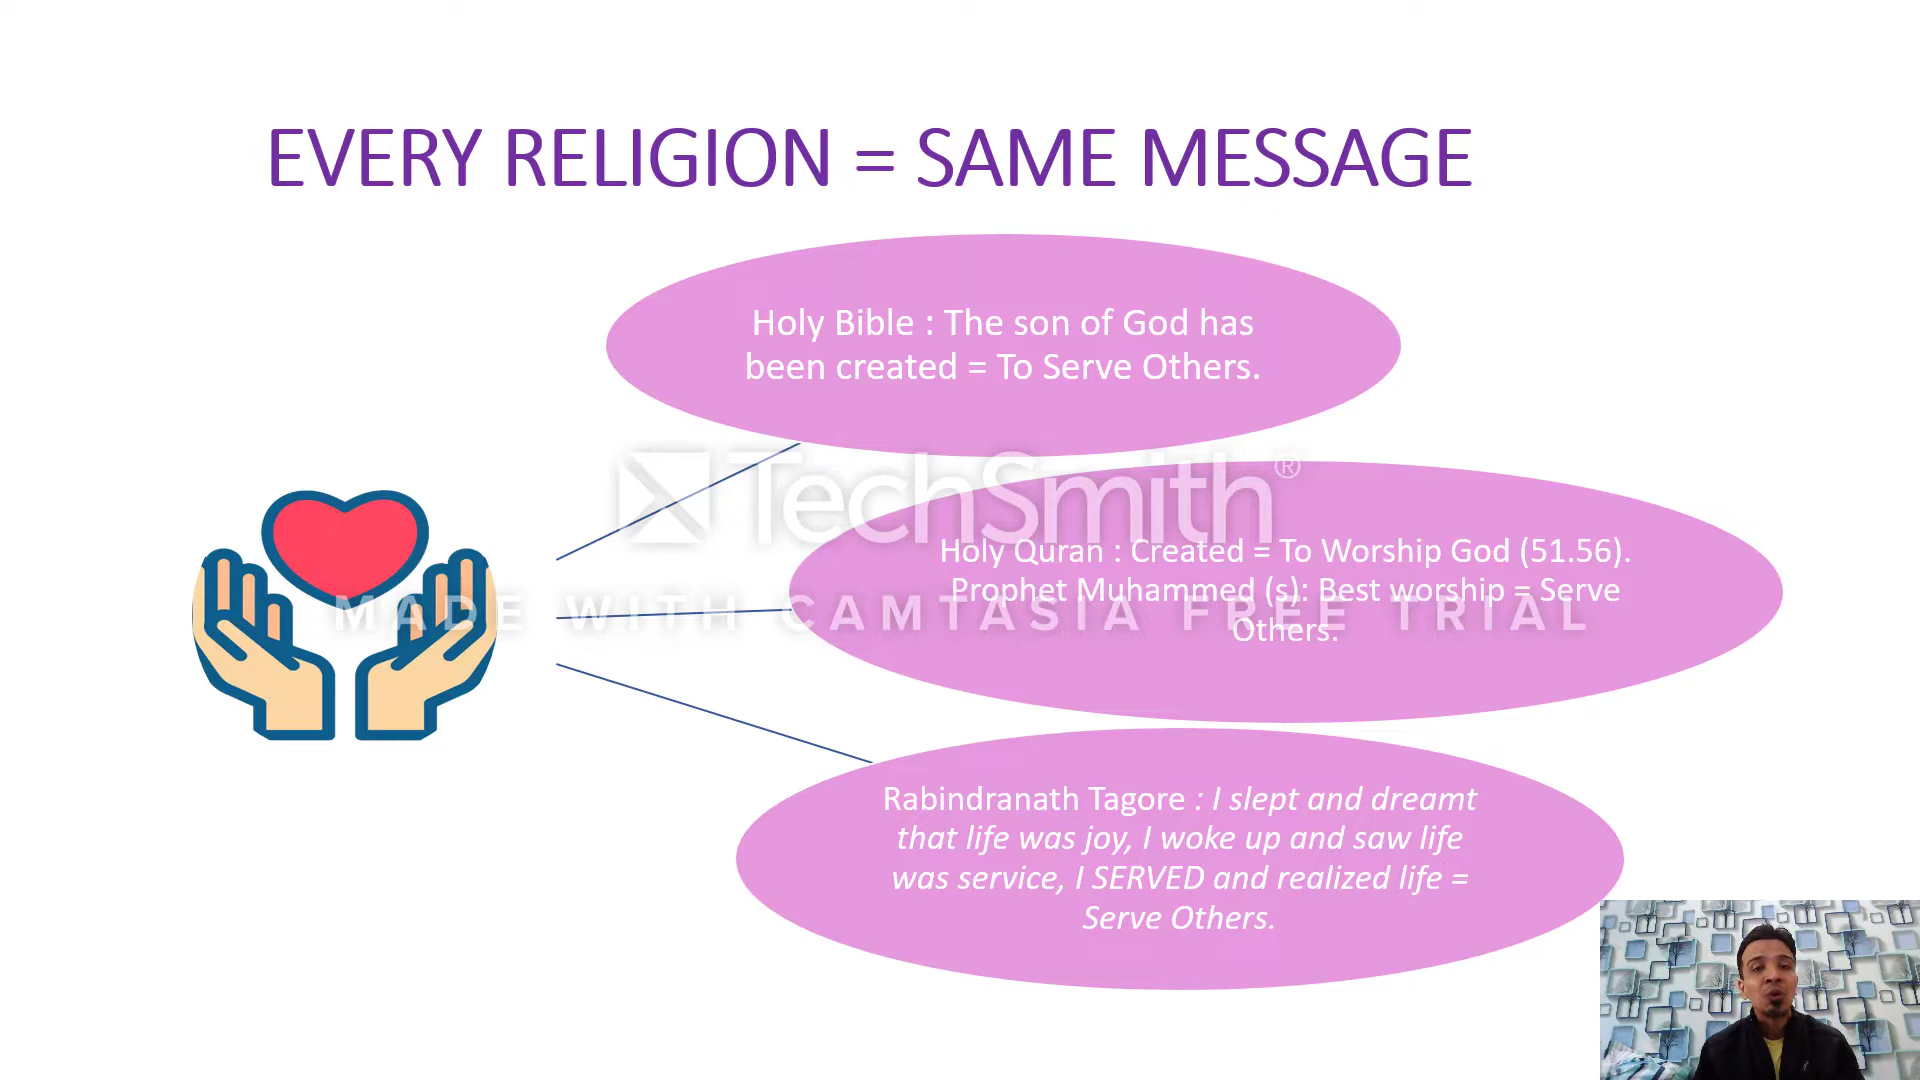 EVERY RELIGION = SAME MESSAGE
Holy Bible : The son of God has
been created = To Serve Others.
TechSmith®
Holy Quran : Created = To Worship God (51.56).
Prophet Muhammed (s): Best worship = Serve
Others.
MADE WITH CAMTASIA FREE TRIAL
Rabindranath Tagore : I slept and dreamt
that life was joy, I woke up and saw life
was service, I SERVED and realized life =
Serve Others.